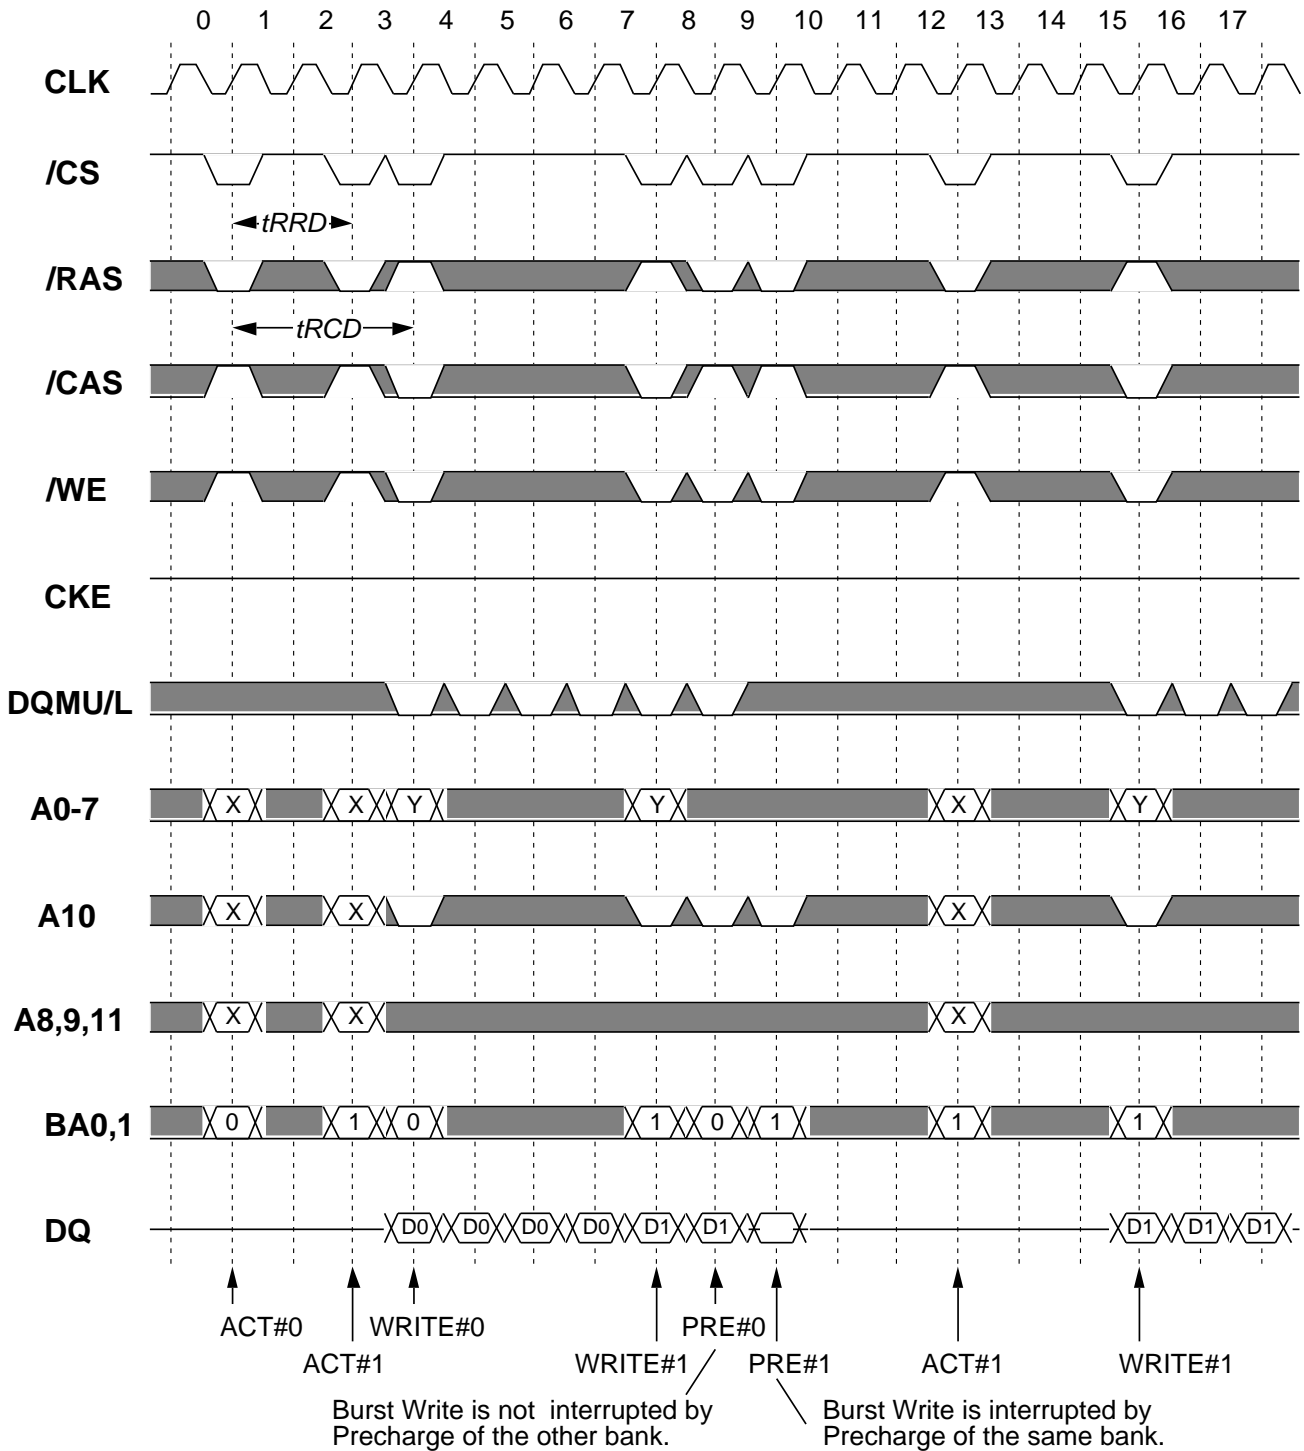 0 1 2 3 4 5 6 7 8 9 10 11 12 13 14 15 16 17
CLK
/CS
tRRD
/RAS
tRCD
/CAS
/WE
CKE
DQMU/L
A0-7 X X Y Y X Y
A10 X X X
A8,9,11 X X X
BA0,1 0 1 0 1 0 1 1 1
DQ D0 D0 D0 D0 D1 D1 D1 D1 D1
ACT#0 WRITE#0 PRE#0
ACT#1 WRITE#1 PRE#1 ACT#1 WRITE#1
Burst Write is not interrupted by
Precharge of the other bank.
Burst Write is interrupted by
Precharge of the same bank.